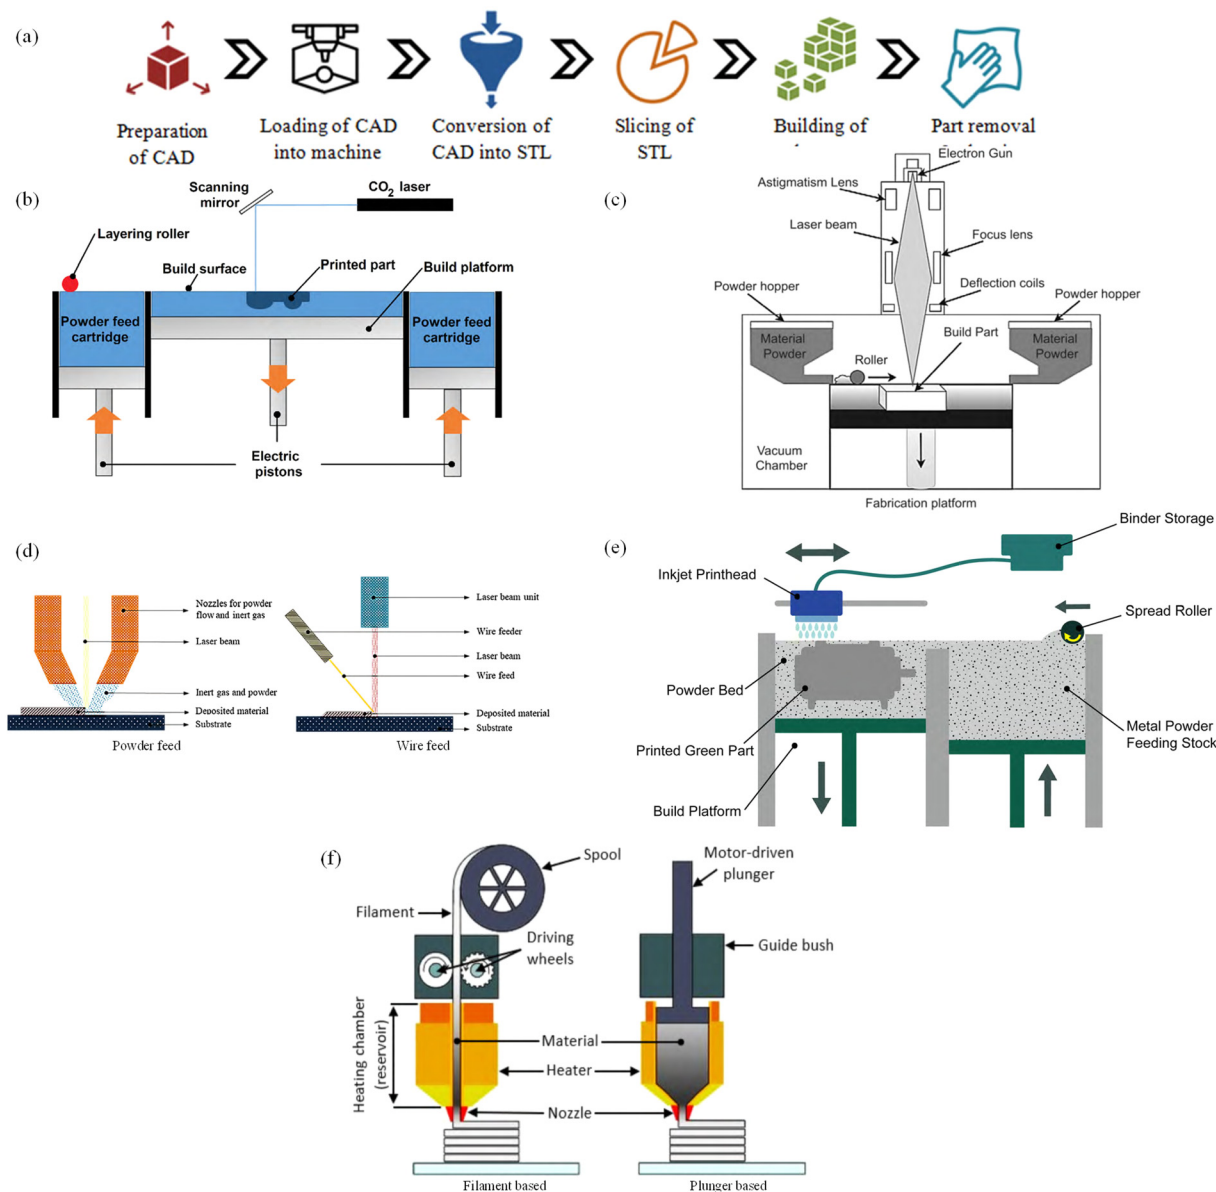 (a)
Preparation
of CAD
Loading of CAD
into machine
Conversion of
CAD into STL
Slicing of
STL
Building of
Part removal
(b)
Scanning
mirror
CO2 laser
Layering roller
Build surface
Printed part
Build platform
Powder feed
cartridge
Powder feed
cartridge
Electric
pistons
(c)
Electron Gun
Astigmatism Lens
Laser beam
Focus lens
Deflection coils
Powder hopper
Powder hopper
Material
Powder
Material
Powder
Build Part
Roller
Vacuum
Chamber
Fabrication platform
(d)
Nozzles for powder
flow and inert gas
Laser beam
Inert gas and powder
Deposited material
Substrate
Powder feed
Laser beam unit
Wire feeder
Laser beam
Wire feed
Deposited material
Substrate
Wire feed
(e)
Binder Storage
Inkjet Printhead
Spread Roller
Powder Bed
Printed Green Part
Metal Powder
Feeding Stock
Build Platform
(f)
Spool
Motor-driven
plunger
Filament
Driving
wheels
Guide bush
Heating chamber
(reservoir)
Material
Heater
Nozzle
Filament based
Plunger based